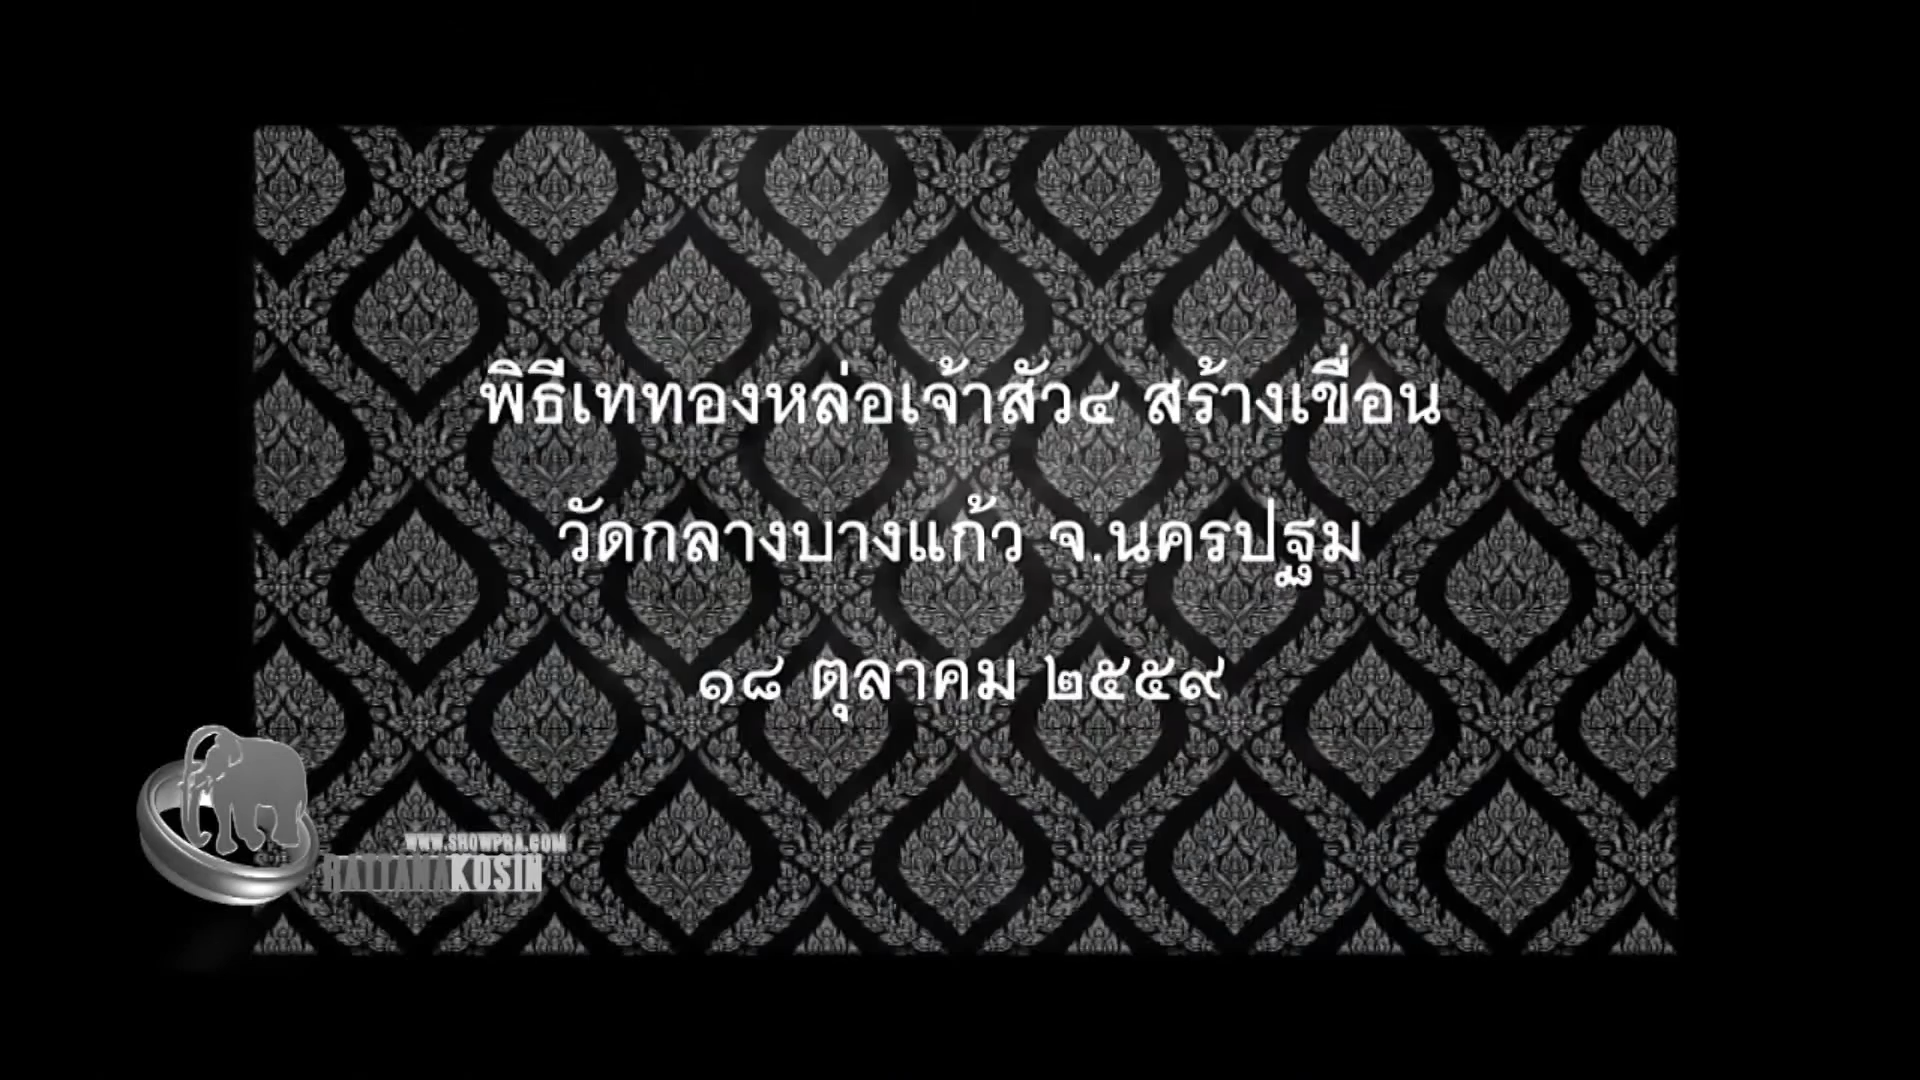 พิธีเททองหล่อเจ้าสัว๔ สร้างเขื่อน
วัดกลางบางแก้ว จ.นครปฐม
๑๘ ตุลาคม ๒๕๕๙
WWW.SHOWPRA.COM
RATTANAKOSIN